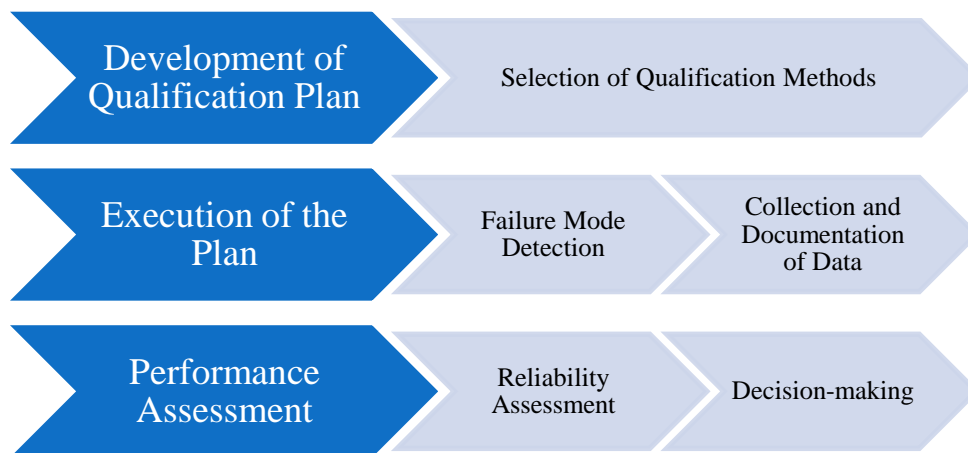 Development of
Qualification Plan
Selection of Qualification Methods
Execution of the
Plan
Failure Mode
Detection
Collection and
Documentation
of Data
Performance
Assessment
Reliability
Assessment
Decision-making